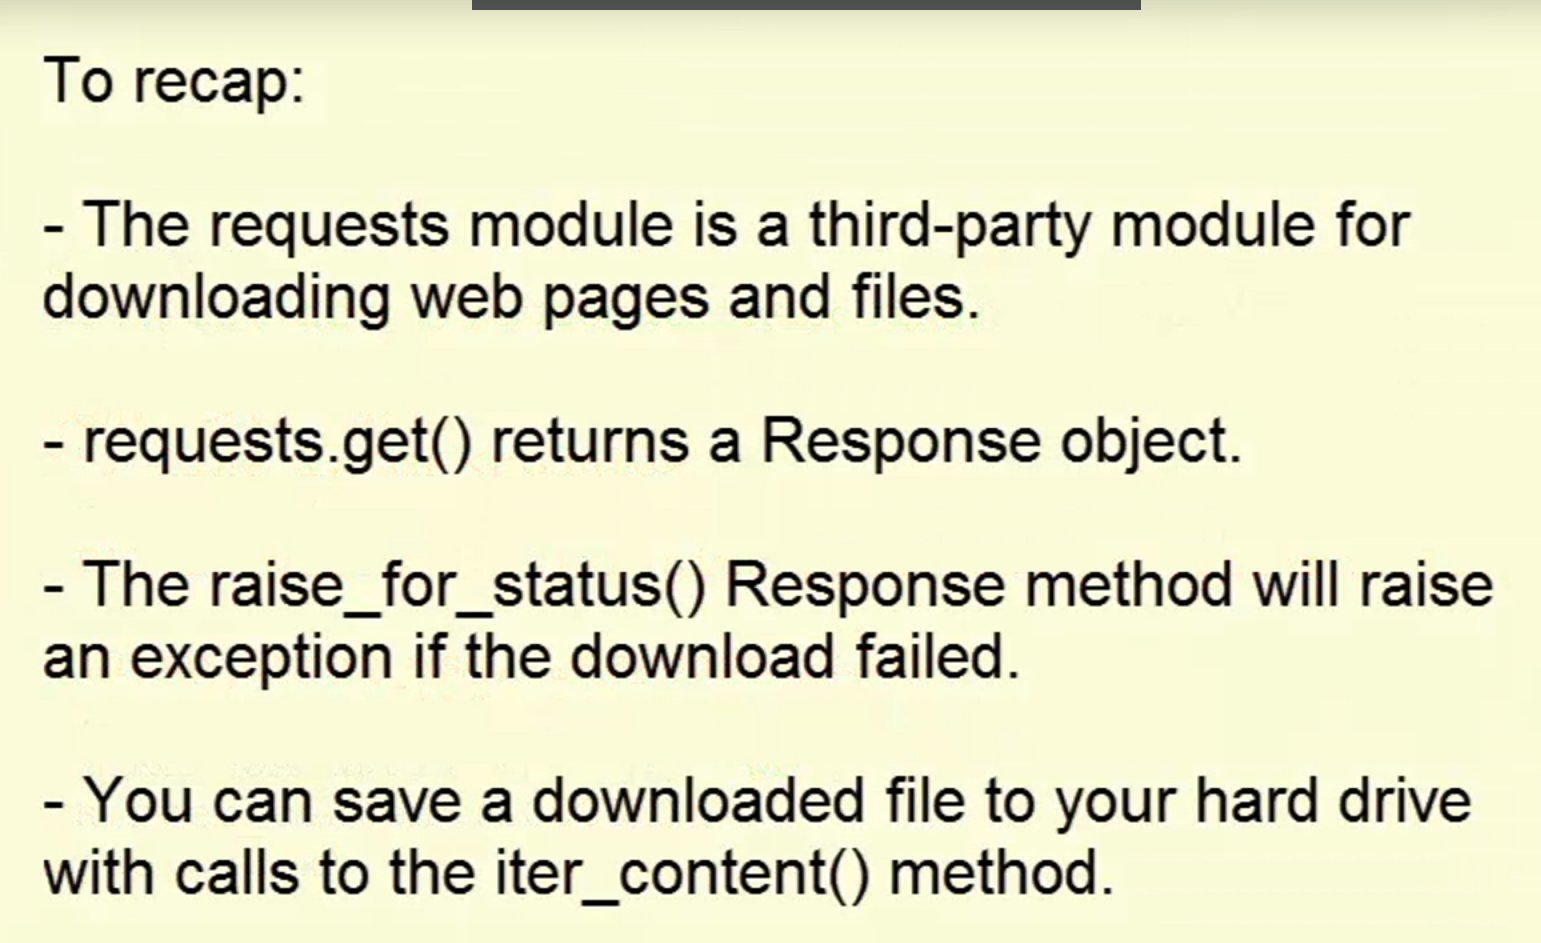 To recap:
- The requests module is a third-party module for
downloading web pages and files.
- requests.get() returns a Response object.
- The raise_for_status() Response method will raise
an exception if the download failed.
- You can save a downloaded file to your hard drive
with calls to the iter_content() method.